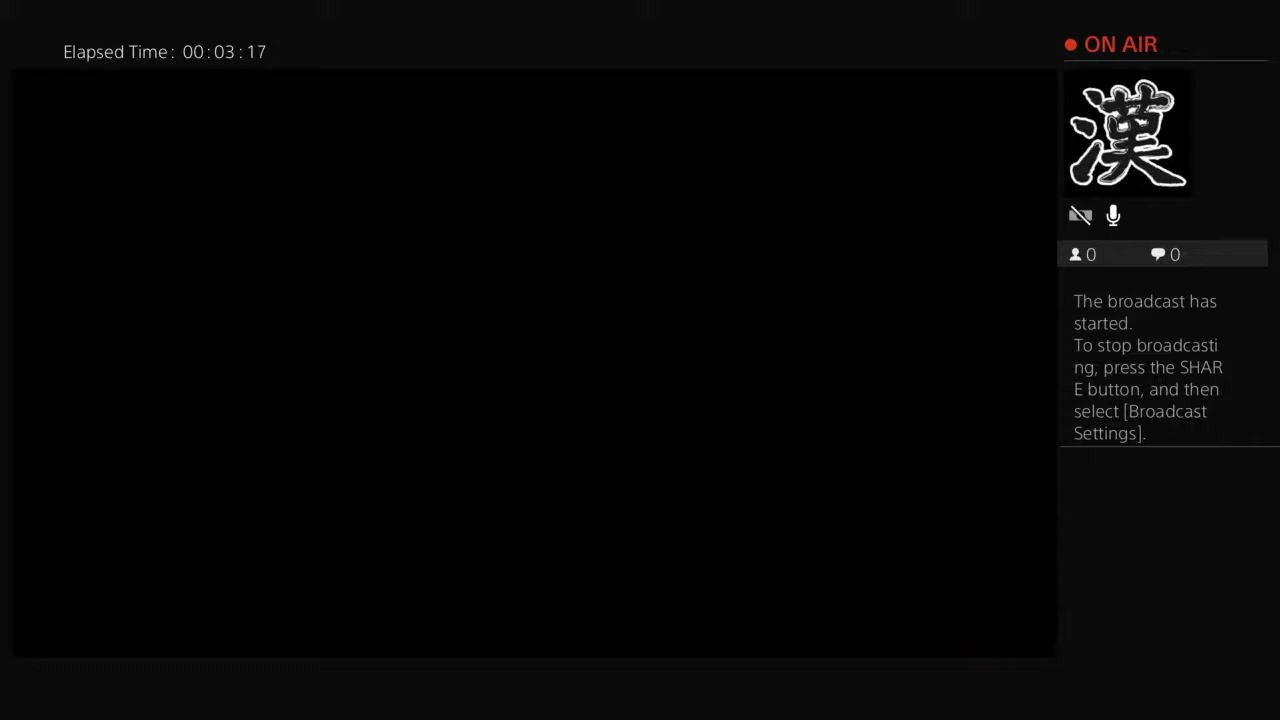 Elapsed Time: 00:03:17
ON AIR
漢
0 0
The broadcast has
started.
To stop broadcasti
ng, press the SHAR
E button, and then
select [Broadcast
Settings].